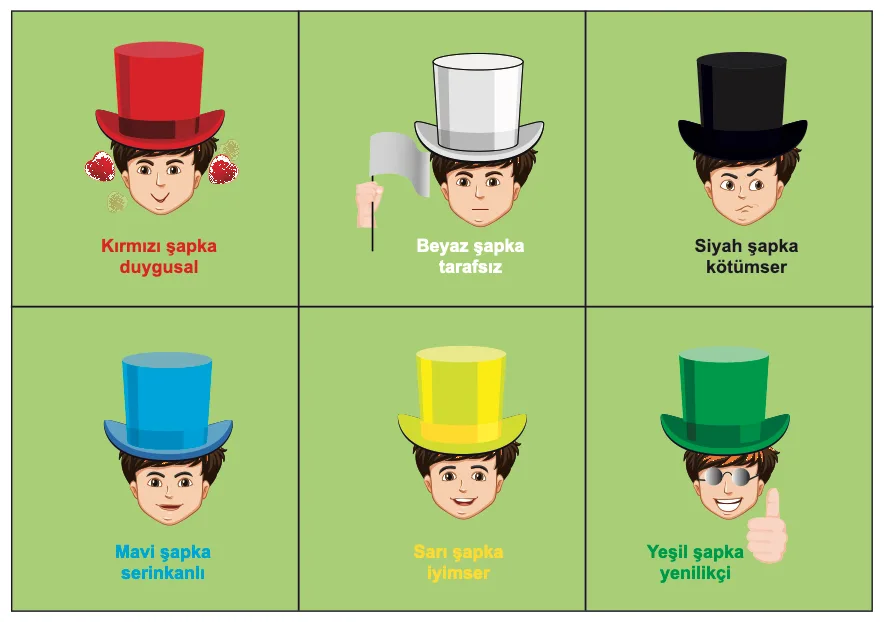 Kırmızı şapka
duygusal
Beyaz şapka
tarafsız
Siyah şapka
kötümser
Mavi şapka
serinkanlı
Sarı şapka
iyimser
Yeşil şapka
yenilikçi